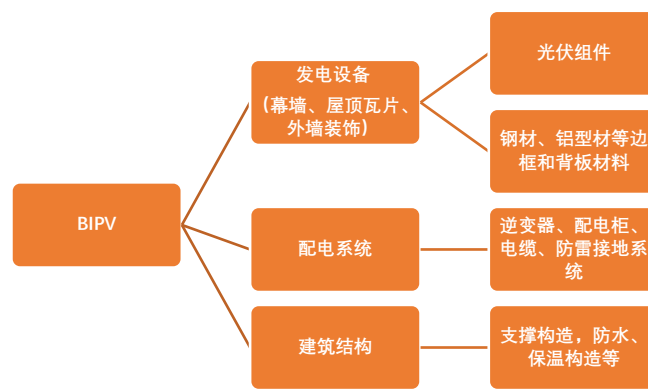 BIPV
发电设备
(幕墙、屋顶瓦片、
外墙装饰)
光伏组件
钢材、铝型材等边
框和背板材料
配电系统
逆变器、配电柜、
电缆、防雷接地系
统
建筑结构
支撑构造，防水、
保温构造等